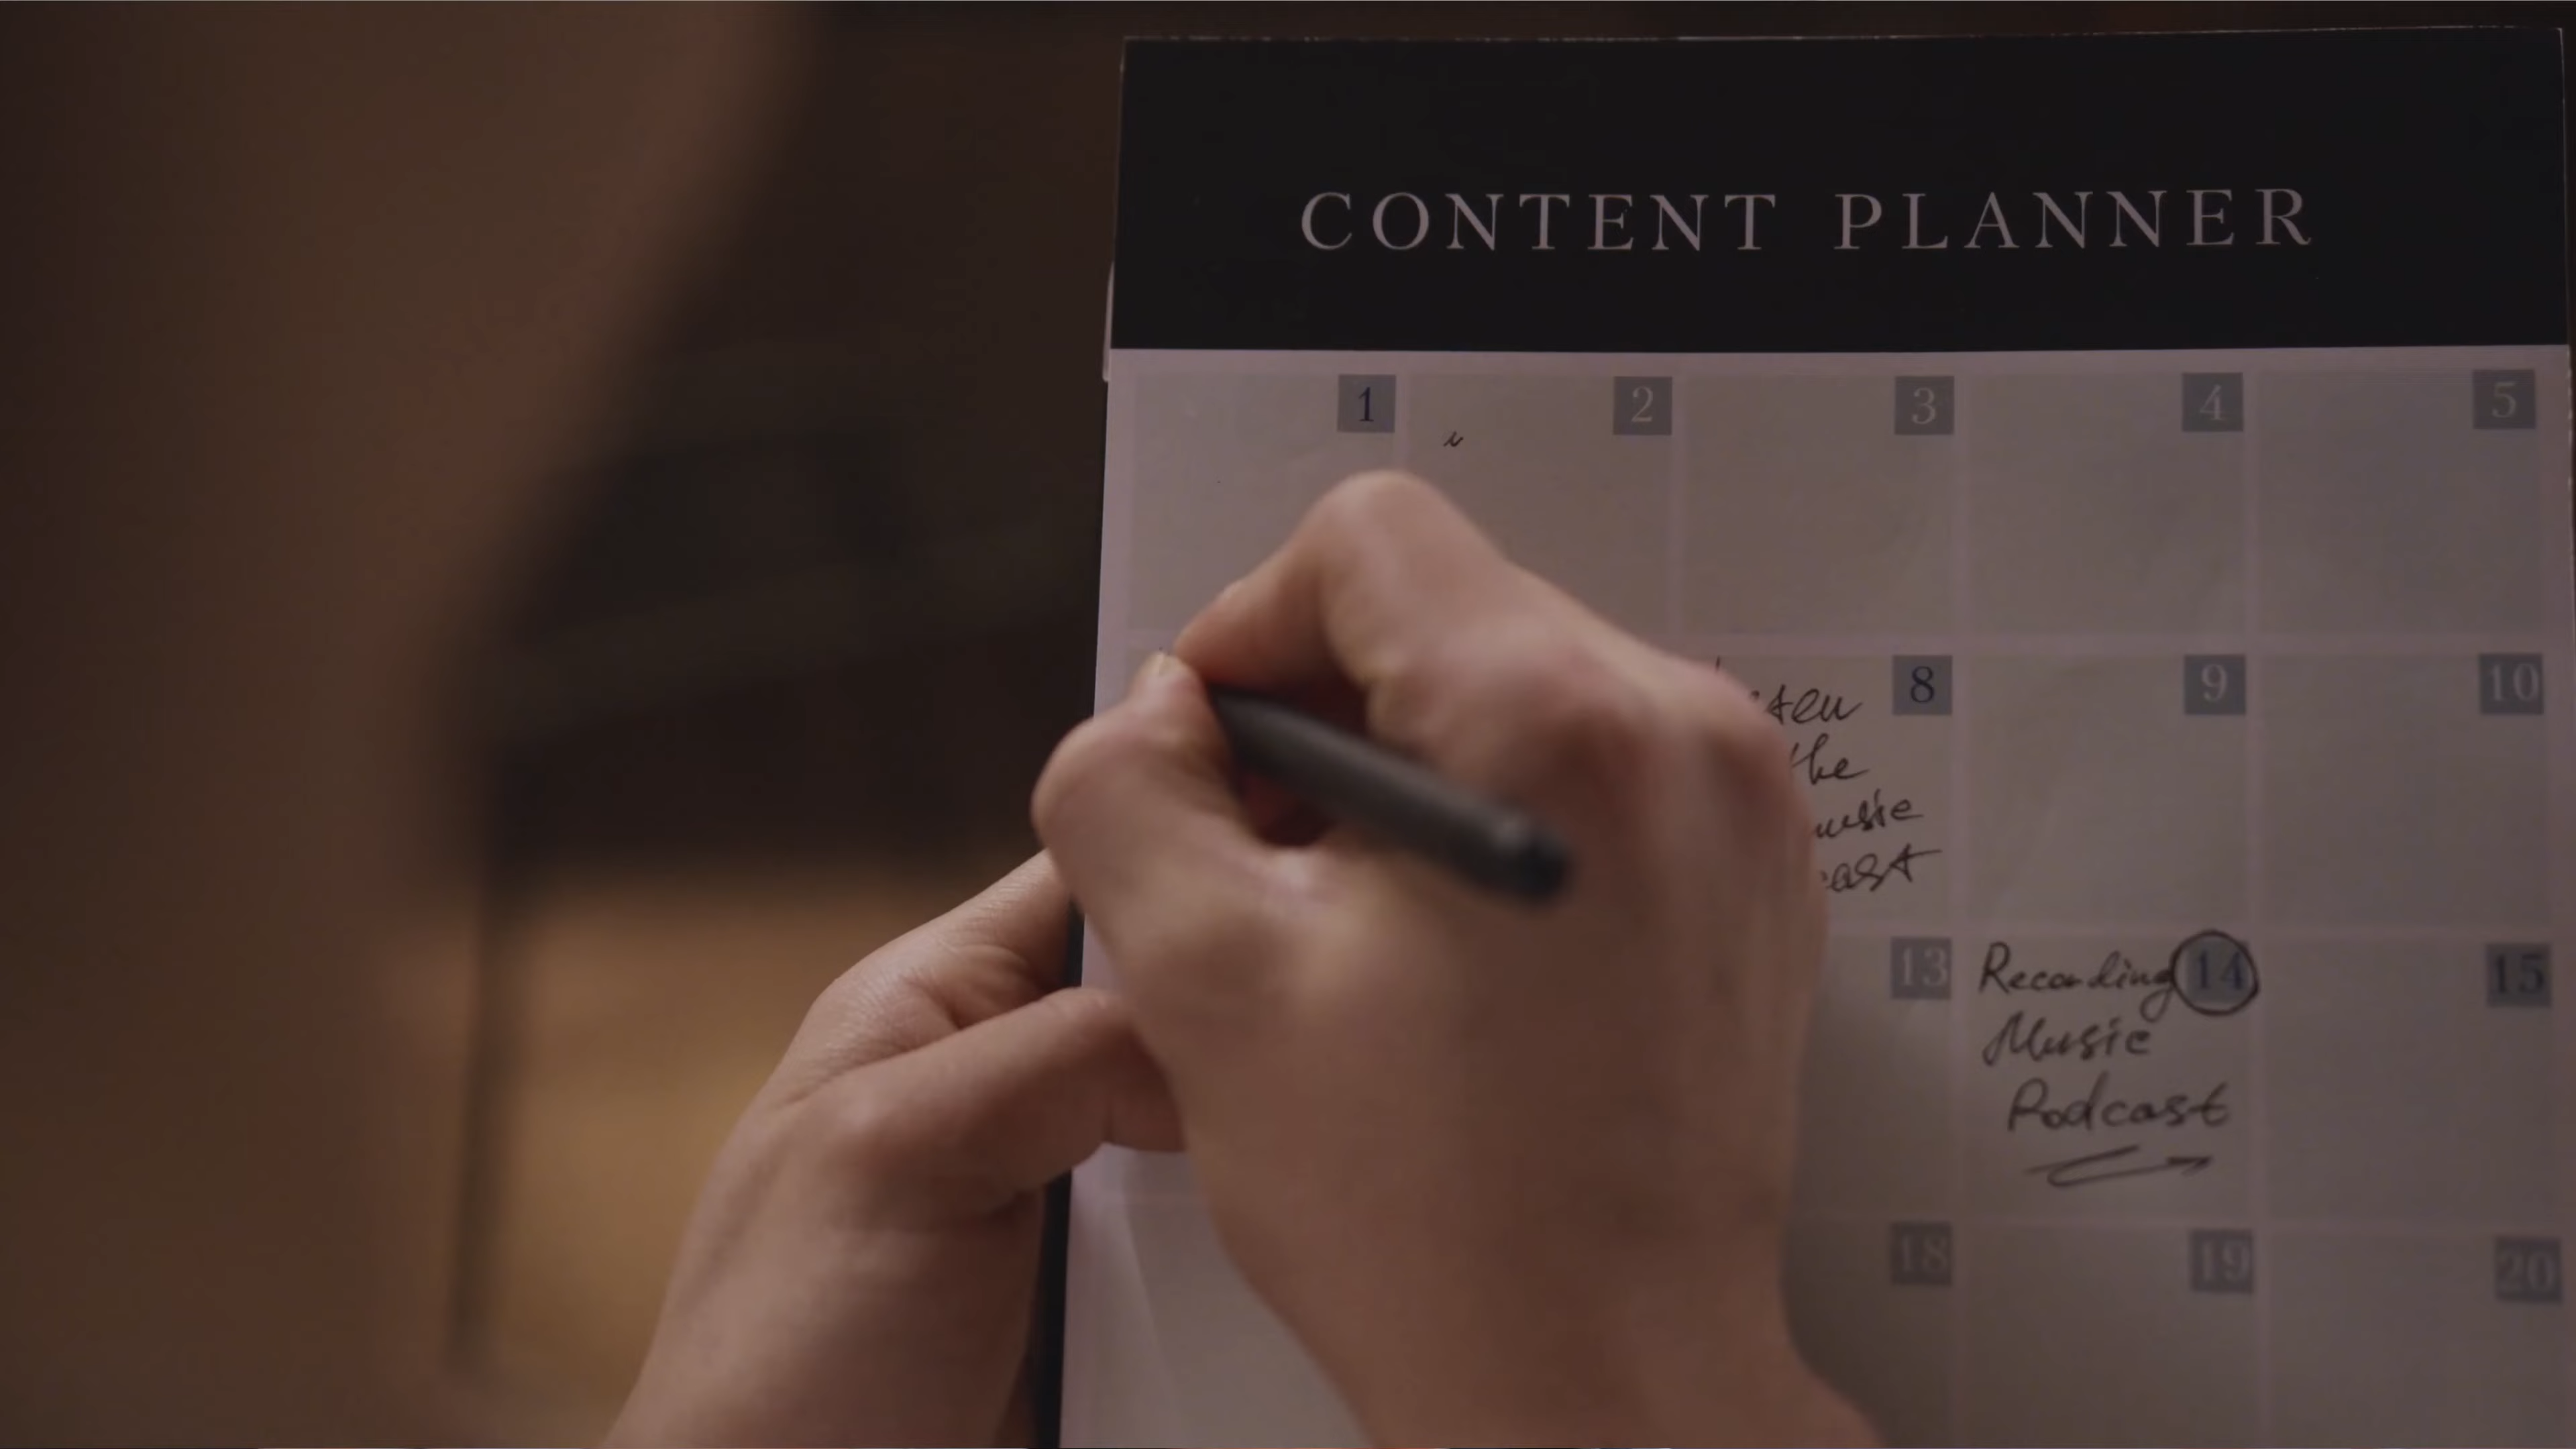 CONTENT PLANNER
1 2 3 4 5
8 9 10
the
13 14 15
Recording
Music
Podcast
18 19 20